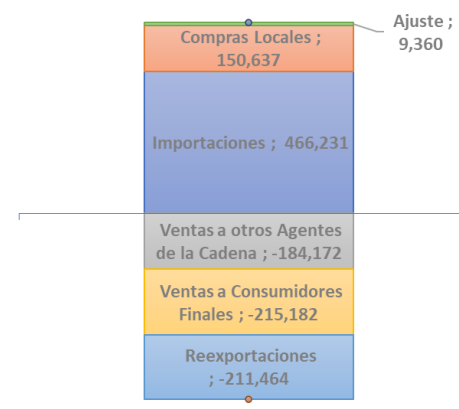 Ajuste ;
9,360
Compras Locales ;
150,637
Importaciones ; 466,231
Ventas a otros Agentes
de la Cadena ; -184,172
Ventas a Consumidores
Finales ; -215,182
Reexportaciones
; -211,464